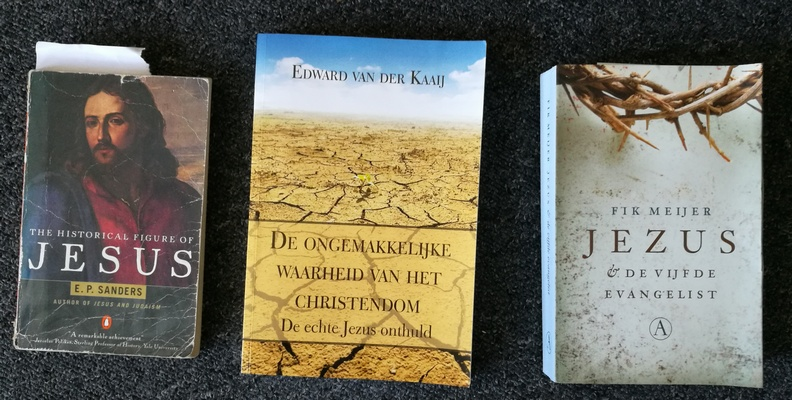 THE HISTORICAL FIGURE OF
JESUS
E. P. SANDERS
AUTHOR OF JESUS AND JUDAISM
"A remarkable achievement"
—Jaroslav Pelikan, Sterling Professor of History, Yale University
EDWARD VAN DER KAAIJ
DE ONGEMAKKELIJKE
WAARHEID VAN HET
CHRISTENDOM
De echte Jezus onthuld
FIK MEIJER
JEZUS
& DE VIJFDE
EVANGELIST
A